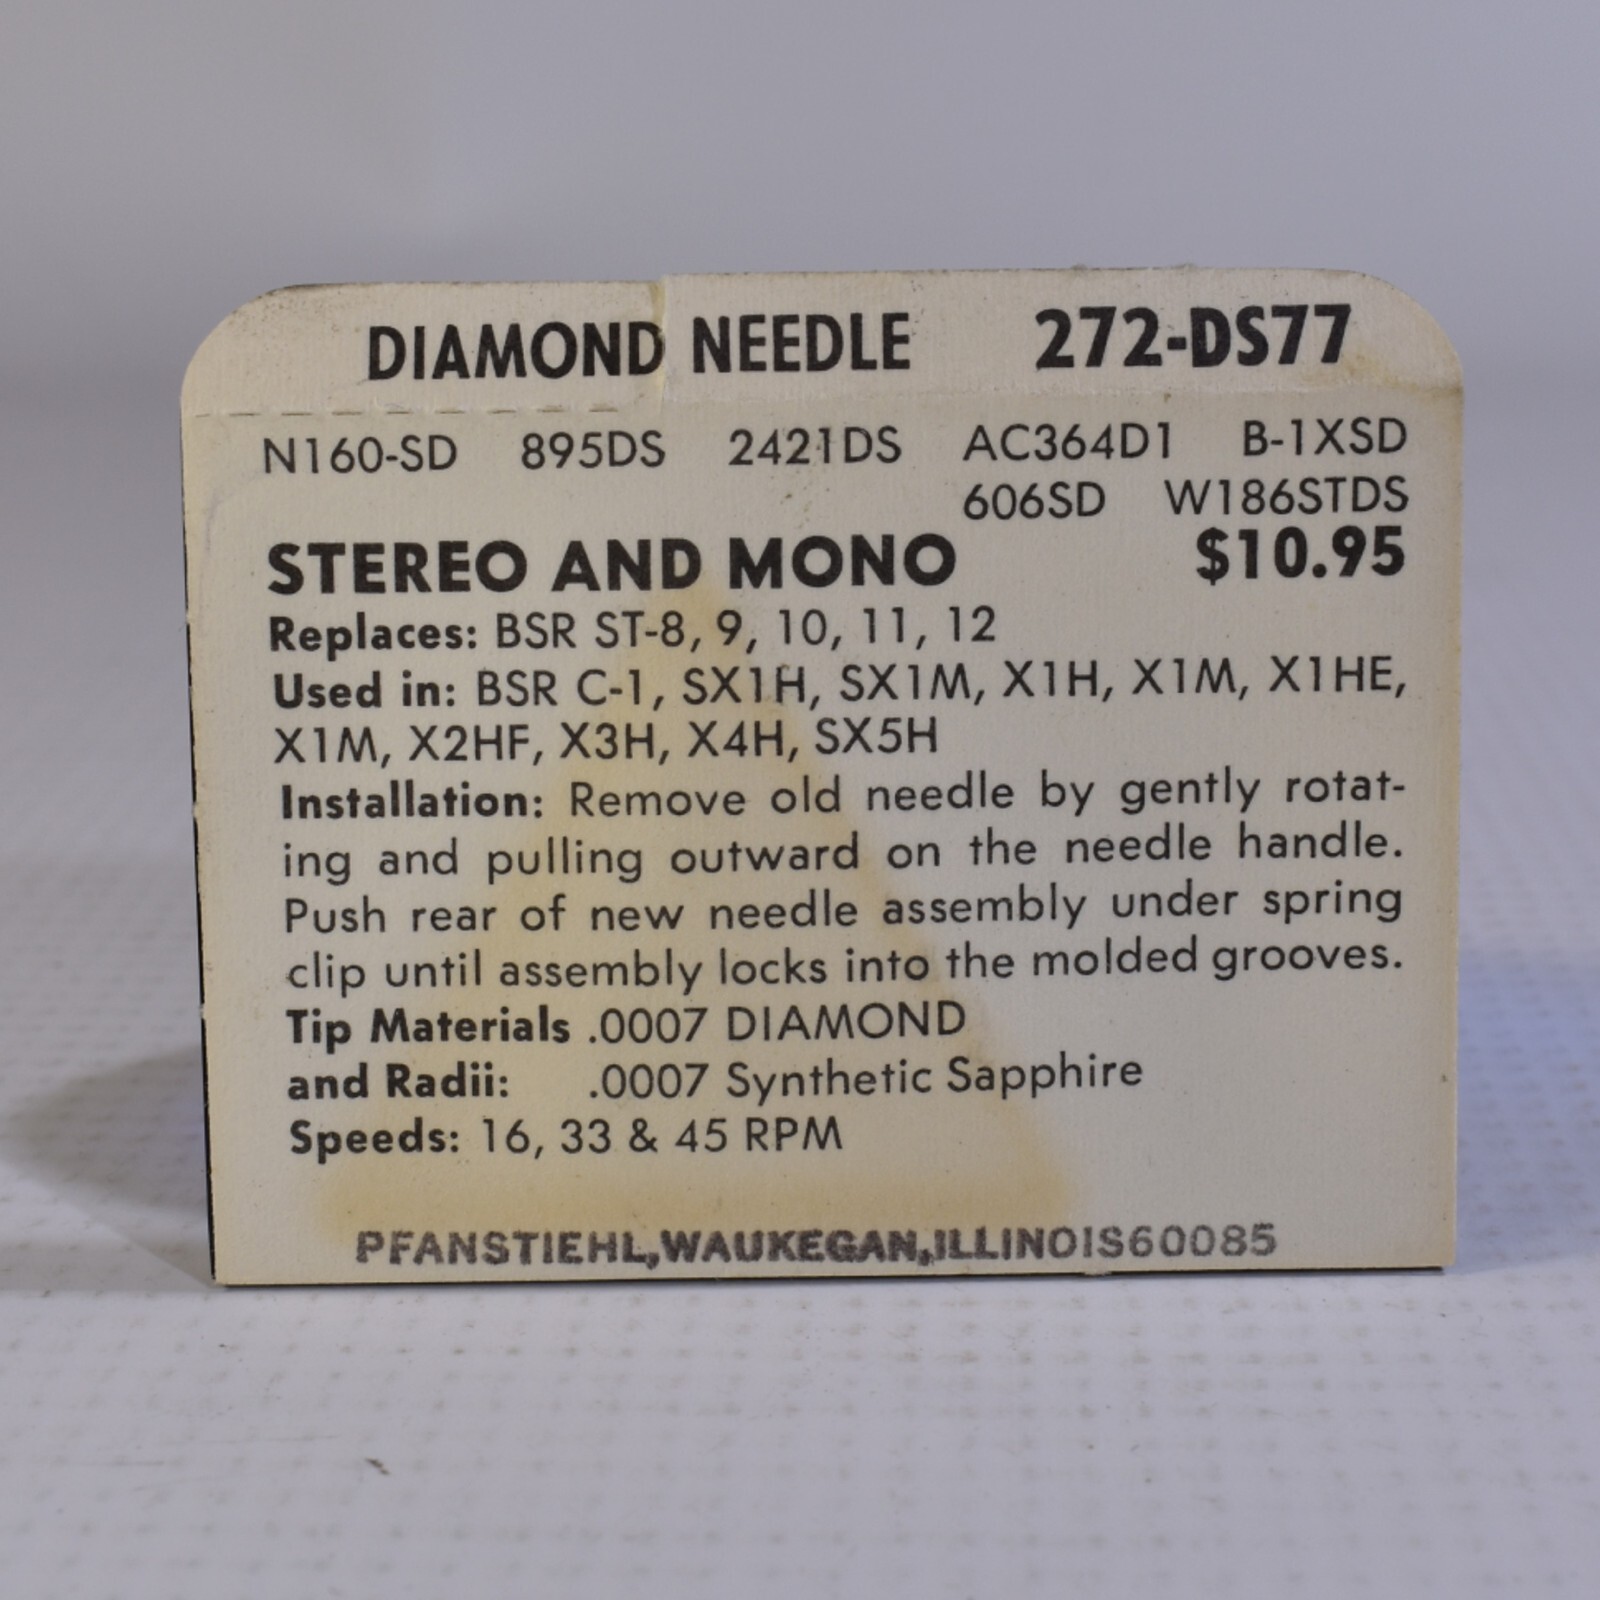 DIAMOND NEEDLE 272-DS77
N160-SD 895DS 2421DS AC364D1 B-1XSD
606SD W186STDS
STEREO AND MONO $10.95
Replaces: BSR ST-8, 9, 10, 11, 12
Used in: BSR C-1, SX1H, SX1M, X1H, X1M, X1HE,
X1M, X2HF, X3H, X4H, SX5H
Installation: Remove old needle by gently rotat-
ing and pulling outward on the needle handle.
Push rear of new needle assembly under spring
clip until assembly locks into the molded grooves.
Tip Materials .0007 DIAMOND
and Radii: .0007 Synthetic Sapphire
Speeds: 16, 33 & 45 RPM
PFANSTIEHL,WAUKEGAN,ILLINOIS60085